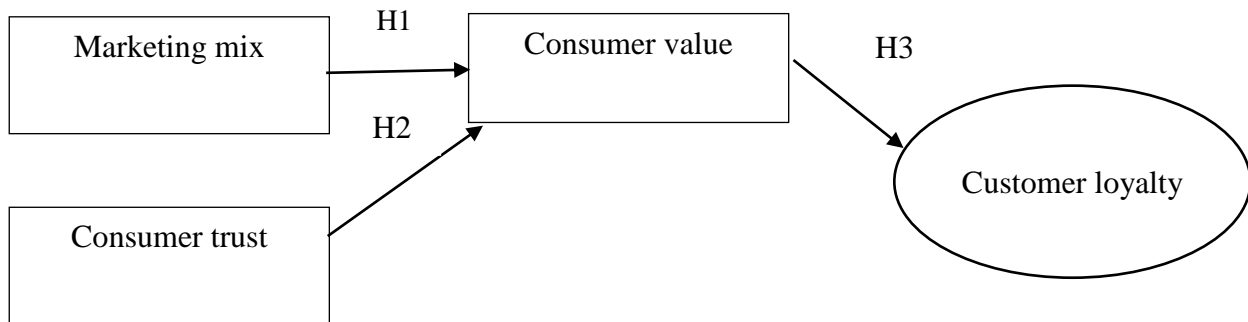 H1
Marketing mix
Consumer value
H3
H2
Customer loyalty
Consumer trust